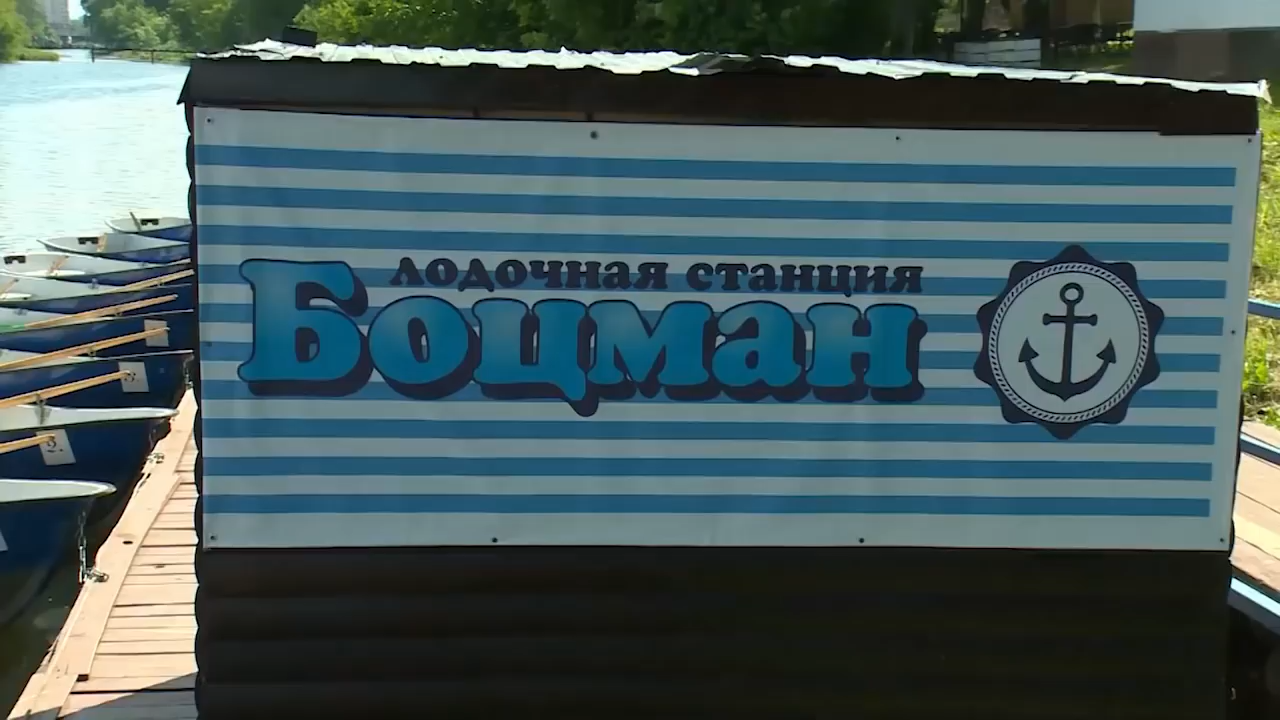 лодочная станция
Боцман